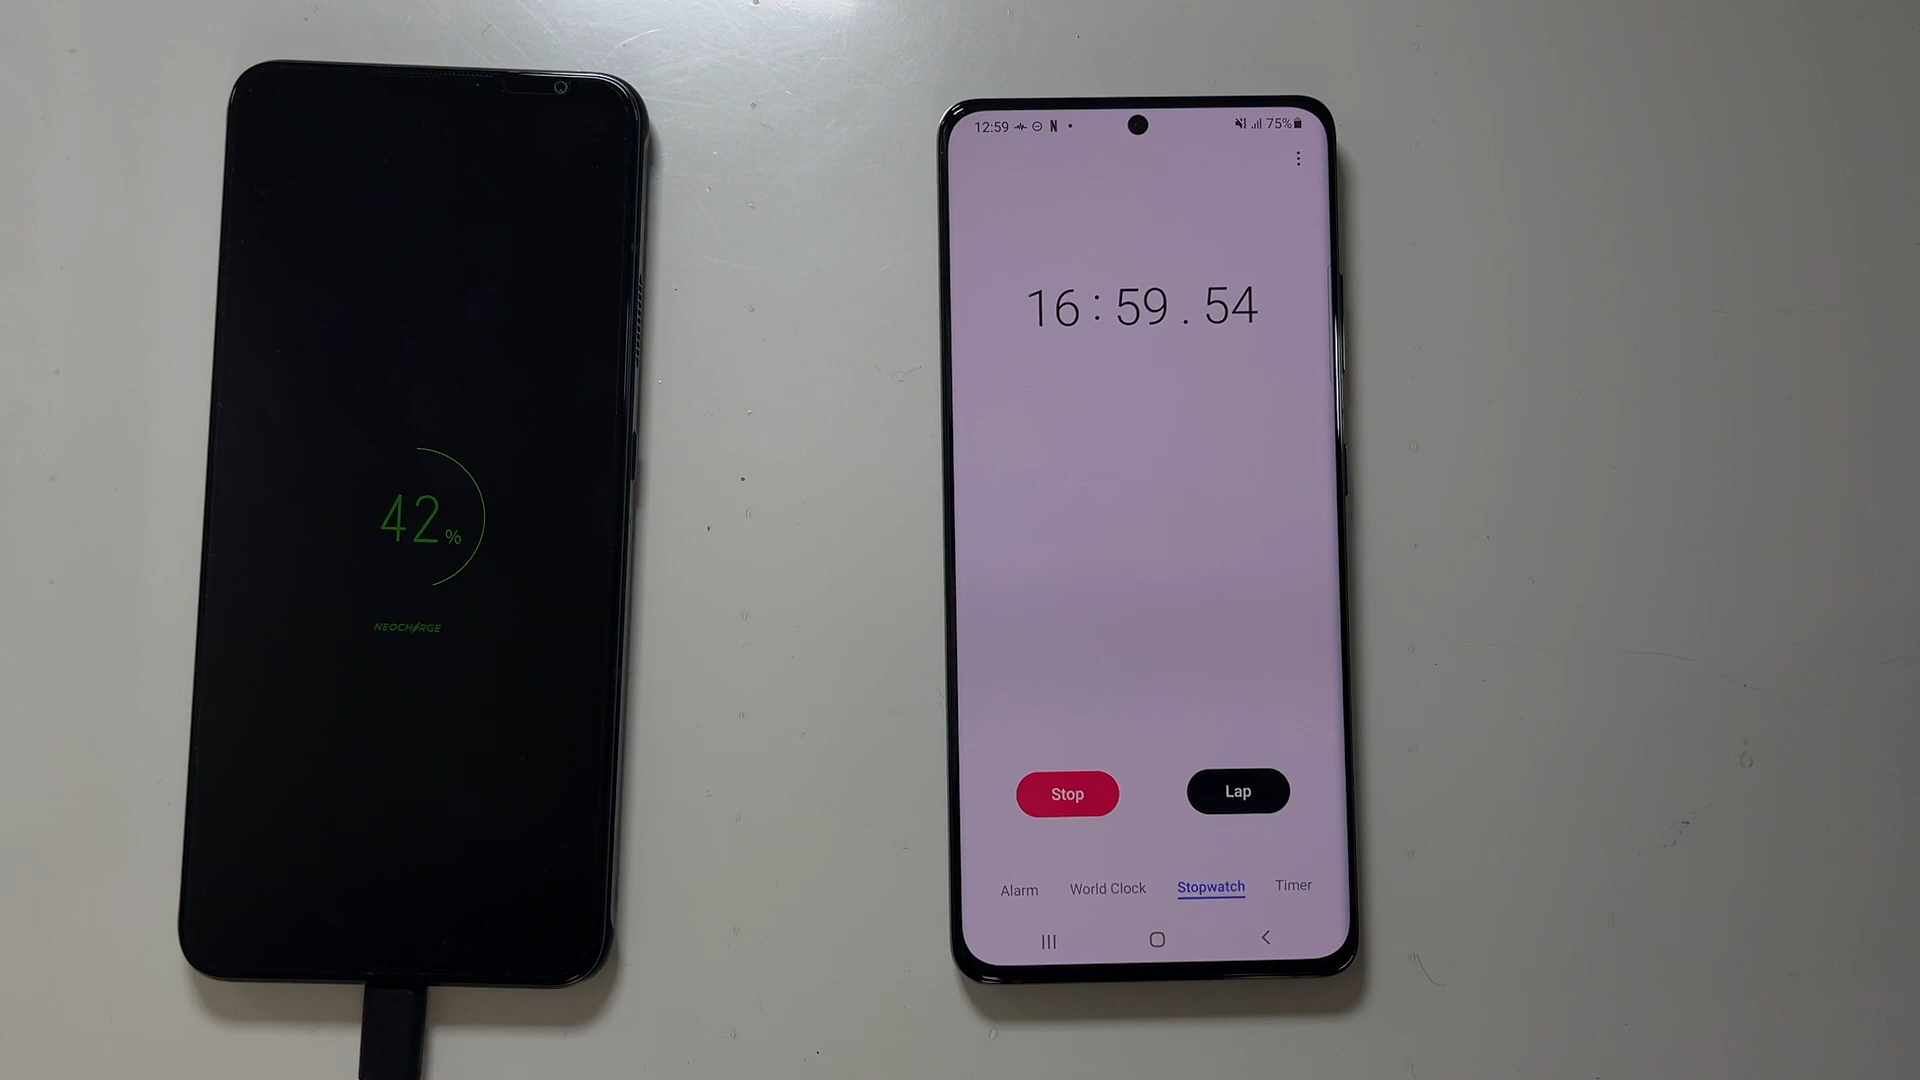 42%
NEOCHARGE
12:59 N 75%
16:59.54
Stop Lap
Alarm World Clock Stopwatch Timer